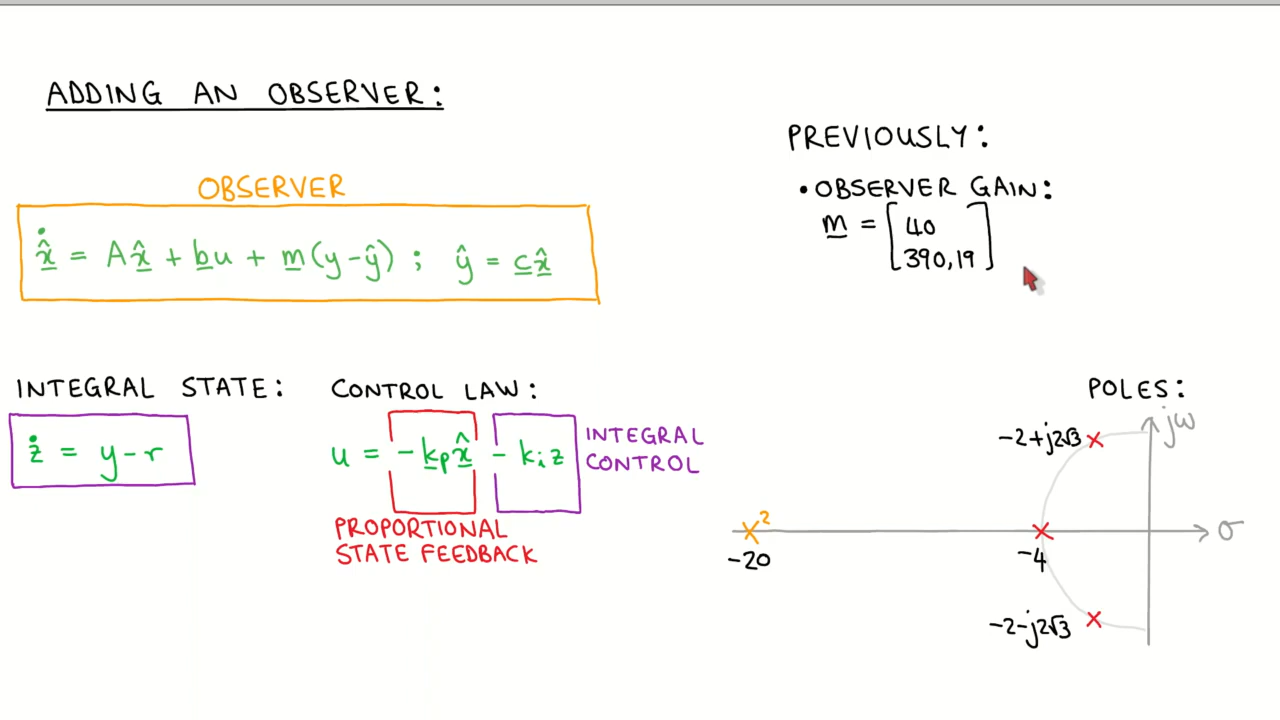 ADDING AN OBSERVER:
OBSERVER
ẋ̂ = Ax̂ + bu + m(y-ŷ) ; ŷ = cx̂
PREVIOUSLY:
• OBSERVER GAIN:
m = [40
390,19]
INTEGRAL STATE:
ż = y-r
CONTROL LAW:
u = -kₚx̂ - kᵢz
INTEGRAL
CONTROL
PROPORTIONAL
STATE FEEDBACK
POLES:
jω
-2+j2√3
2
σ
-20
-4
-2-j2√3